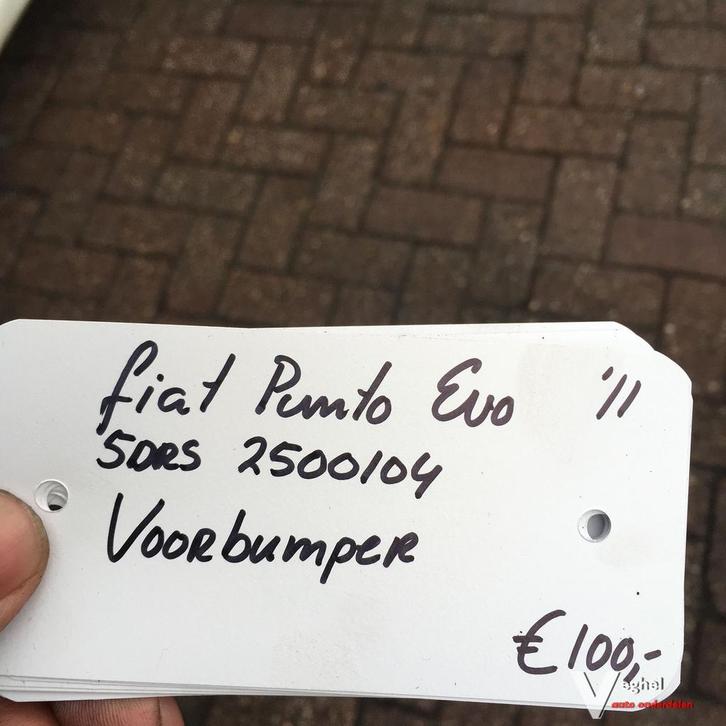 fiat Punto Evo '11
5DRS 2500104
Voorbumper
€100,-
Veghel
auto onderdelen